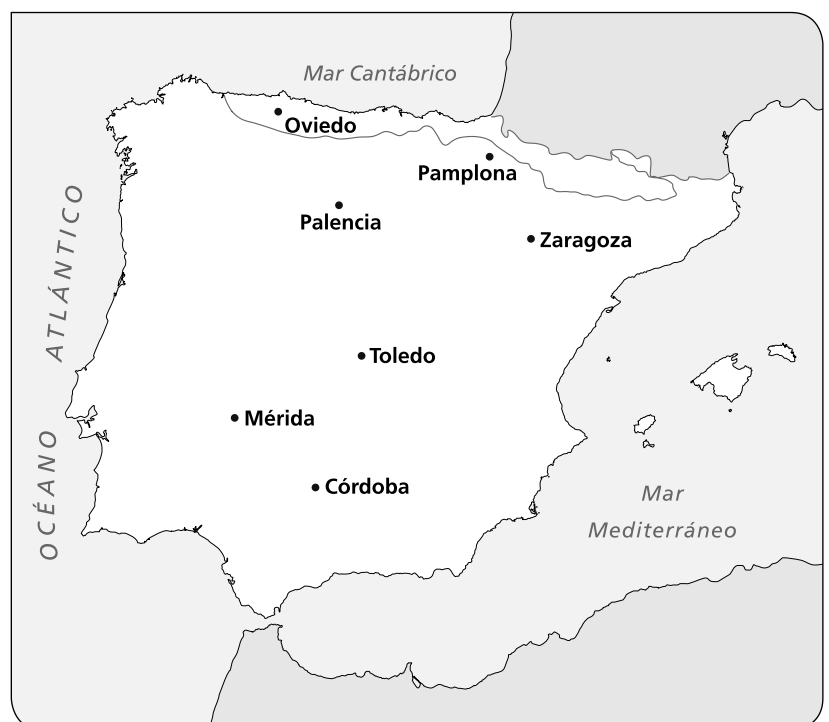 Mar Cantábrico
Oviedo
Pamplona
Palencia
Zaragoza
OCÉANO ATLÁNTICO
Toledo
Mérida
Córdoba
Mar
Mediterráneo